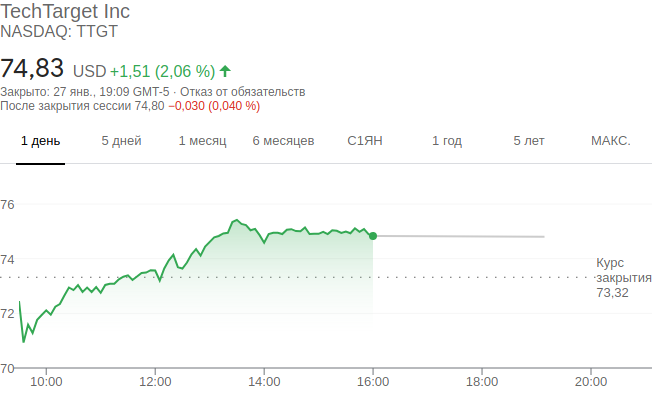 TechTarget Inc
NASDAQ: TTGT
74,83 USD +1,51 (2,06 %)
Закрыто: 27 янв., 19:09 GMT-5 · Отказ от обязательств
После закрытия сессии 74,80 −0,030 (0,040 %)
1 день 5 дней 1 месяц 6 месяцев С1ЯН 1 год 5 лет МАКС.
76
74
72
70
Курс
закрытия
73,32
10:00 12:00 14:00 16:00 18:00 20:00